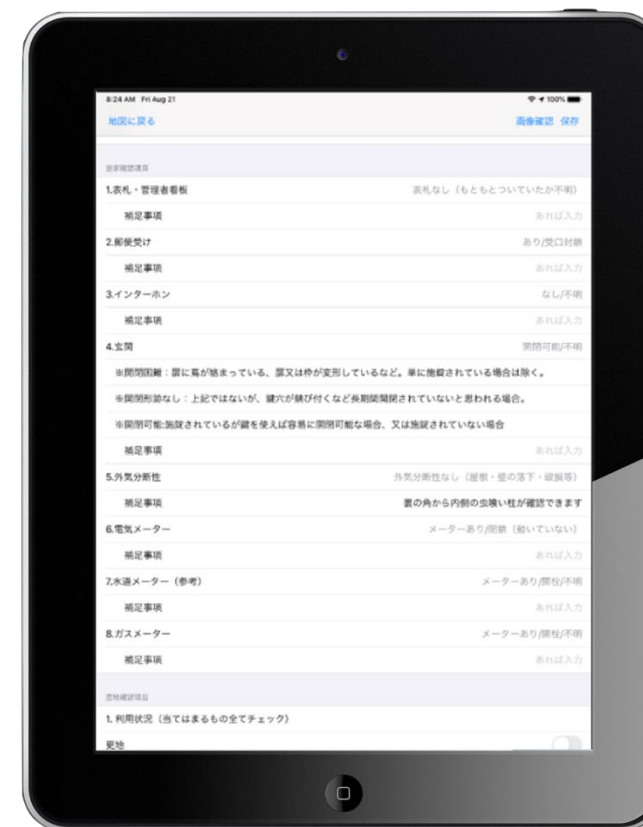 8:24 AM Fri Aug 21
100%
地図に戻る
画像確認 保存
空家確認項目
1.表札・管理者看板
表札なし（もともとついていたか不明）
補足事項
あれば入力
2.郵便受け
あり/受口封鎖
補足事項
あれば入力
3.インターホン
なし/不明
補足事項
あれば入力
4.玄関
開閉可能/不明
※開閉困難：扉に蔦が絡まっている、扉又は枠が変形しているなど。単に施錠されている場合は除く。
※開閉形跡なし：上記ではないが、鍵穴が錆び付くなど長期間開閉されていないと思われる場合。
※開閉可能:施錠されているが鍵を使えば容易に開閉可能な場合、又は施錠されていない場合
補足事項
あれば入力
5.外気分断性
外気分断性なし（屋根・壁の落下・破損等）
補足事項
裏の角から内側の虫喰い柱が確認できます
6.電気メーター
メーターあり/閉鎖（動いていない）
補足事項
あれば入力
7.水道メーター（参考）
メーターあり/開栓/不明
補足事項
あれば入力
8.ガスメーター
メーターあり/開栓/不明
補足事項
あれば入力
空地確認項目
1. 利用状況（当てはまるもの全てチェック）
更地